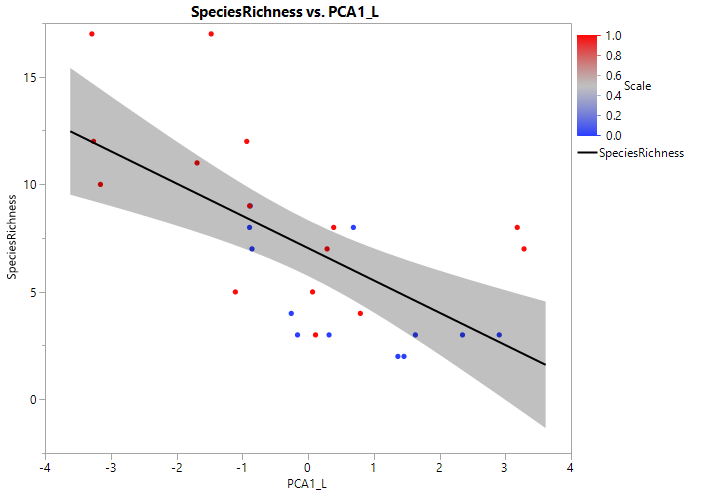 SpeciesRichness vs. PCA1_L
SpeciesRichness
15
10
5
0
-4 -3 -2 -1 0 1 2 3 4
PCA1_L
1.0
0.8
0.6
Scale
0.4
0.2
0.0
SpeciesRichness